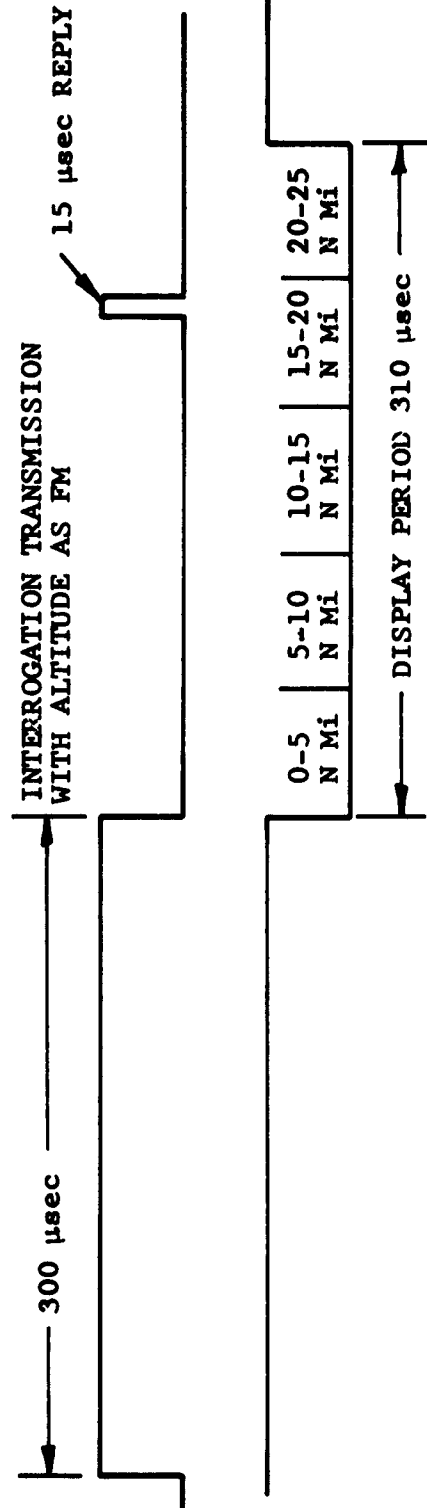 INTERROGATION TRANSMISSION
WITH ALTITUDE AS FM
300 µsec
15 µsec REPLY
0-5
N Mi
5-10
N Mi
10-15
N Mi
15-20
N Mi
20-25
N Mi
DISPLAY PERIOD 310 µsec